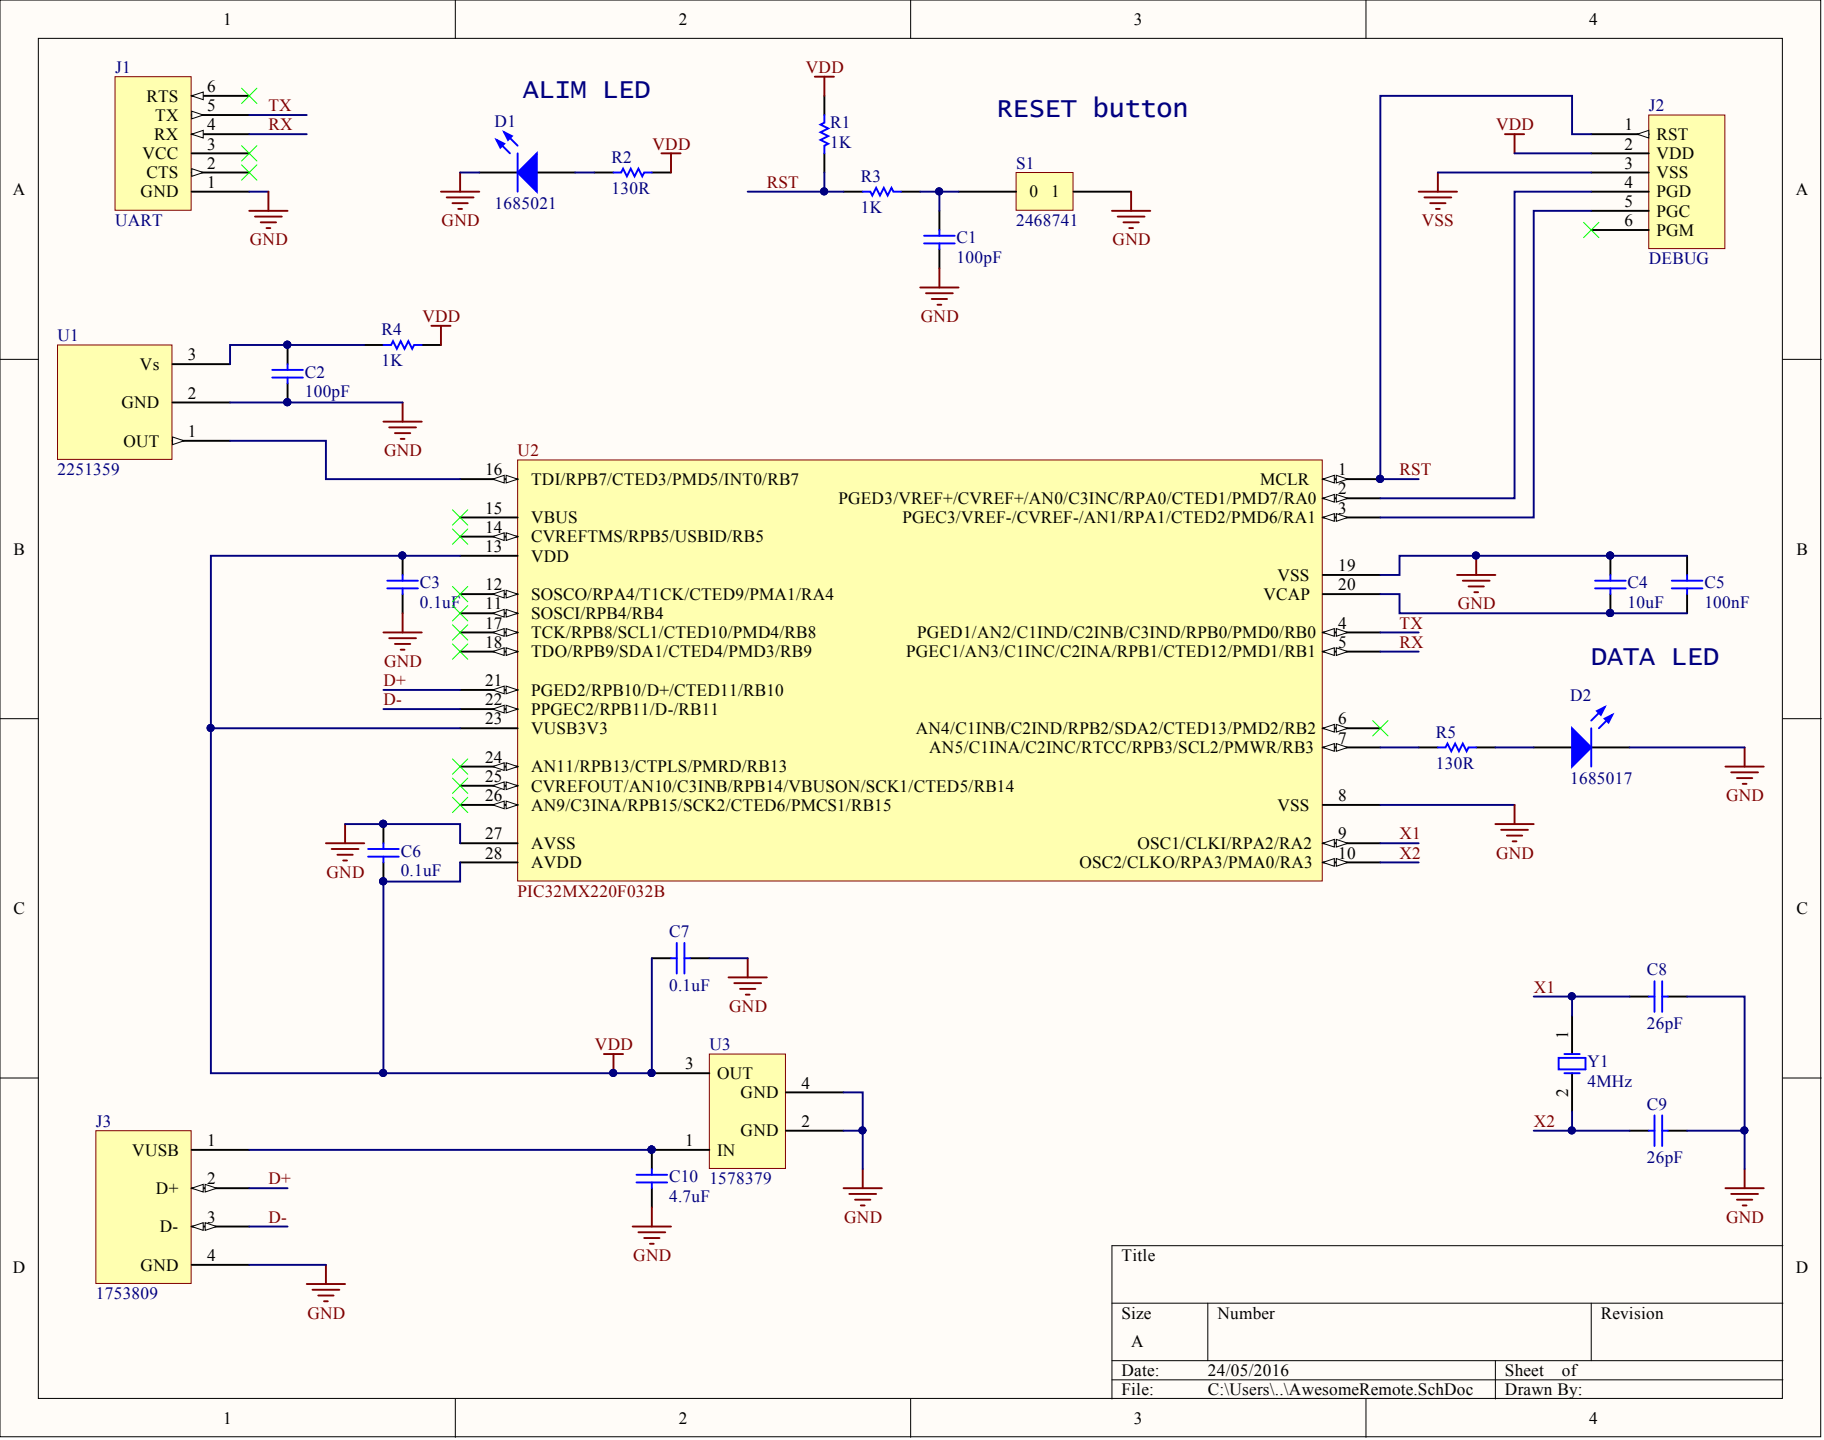 1 2 3 4
A
B
C
D
A
B
C
D
1 2 3 4
J1
RTS 6
TX 5 TX
RX 4 RX
VCC 3
CTS 2
GND 1
UART
GND
ALIM LED
D1
1685021
GND
R2
130R
VDD
RESET button
VDD
R1
1K
RST
R3
1K
C1
100pF
GND
S1
0 1
2468741
GND
J2
1 RST
2 VDD
3 VSS
4 PGD
5 PGC
6 PGM
DEBUG
VDD
VSS
U1
Vs 3
GND 2
OUT 1
2251359
C2
100pF
R4
1K
VDD
GND
U2
16 TDI/RPB7/CTED3/PMD5/INT0/RB7
15 VBUS
14 CVREFTMS/RPB5/USBID/RB5
13 VDD
12 SOSCO/RPA4/T1CK/CTED9/PMA1/RA4
11 SOSCI/RPB4/RB4
17 TCK/RPB8/SCL1/CTED10/PMD4/RB8
18 TDO/RPB9/SDA1/CTED4/PMD3/RB9
D+ 21 PGED2/RPB10/D+/CTED11/RB10
D- 22 PPGEC2/RPB11/D-/RB11
23 VUSB3V3
24 AN11/RPB13/CTPLS/PMRD/RB13
25 CVREFOUT/AN10/C3INB/RPB14/VBUSON/SCK1/CTED5/RB14
26 AN9/C3INA/RPB15/SCK2/CTED6/PMCS1/RB15
27 AVSS
28 AVDD
MCLR 1 RST
PGED3/VREF+/CVREF+/AN0/C3INC/RPA0/CTED1/PMD7/RA0 2
PGEC3/VREF-/CVREF-/AN1/RPA1/CTED2/PMD6/RA1 3
VSS 19
VCAP 20
PGED1/AN2/C1IND/C2INB/C3IND/RPB0/PMD0/RB0 4 TX
PGEC1/AN3/C1INC/C2INA/RPB1/CTED12/PMD1/RB1 5 RX
AN4/C1INB/C2IND/RPB2/SDA2/CTED13/PMD2/RB2 6
AN5/C1INA/C2INC/RTCC/RPB3/SCL2/PMWR/RB3 7
VSS 8
OSC1/CLKI/RPA2/RA2 9 X1
OSC2/CLKO/RPA3/PMA0/RA3 10 X2
PIC32MX220F032B
C3
0.1uF
GND
C6
0.1uF
GND
GND
C4
10uF
C5
100nF
DATA LED
D2
1685017
R5
130R
GND
GND
C7
0.1uF
GND
VDD
U3
3 OUT
GND 4
GND 2
1 IN
1578379
GND
C10
4.7uF
GND
J3
VUSB 1
D+ 2 D+
D- 3 D-
GND 4
1753809
GND
X1
C8
26pF
1
Y1
4MHz
2
X2
C9
26pF
GND
Title
Size Number Revision
A
Date: 24/05/2016 Sheet of
File: C:\Users\..\AwesomeRemote.SchDoc Drawn By: